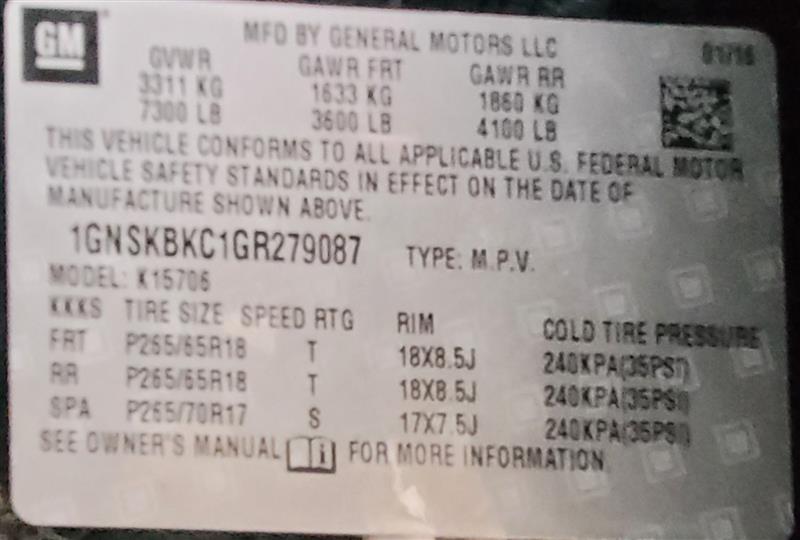 GM
MFD BY GENERAL MOTORS LLC 01/16
GVWR GAWR FRT GAWR RR
3311 KG 1633 KG 1860 KG
7300 LB 3600 LB 4100 LB
THIS VEHICLE CONFORMS TO ALL APPLICABLE U.S. FEDERAL MOTOR
VEHICLE SAFETY STANDARDS IN EFFECT ON THE DATE OF
MANUFACTURE SHOWN ABOVE.
1GNSKBKC1GR279087 TYPE: M.P.V.
MODEL: K15706
KKKS TIRE SIZE SPEED RTG RIM COLD TIRE PRESSURE
FRT P265/65R18 T 18X8.5J 240KPA(35PSI)
RR P265/65R18 T 18X8.5J 240KPA(35PSI)
SPA P265/70R17 S 17X7.5J 240KPA(35PSI)
SEE OWNER'S MANUAL i FOR MORE INFORMATION